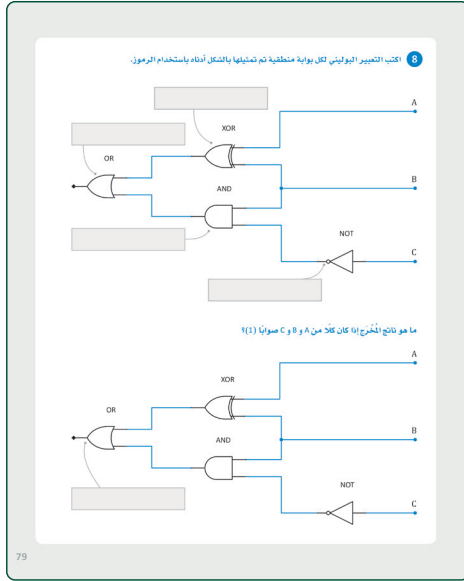 8 اكتب التعبير البوليني لكل بوابة منطقية تم تمثيلها بالشكل أدناه باستخدام الرموز.
A
XOR
OR
B
AND
NOT
C
ما هو ناتج المُخْرَج إذا كان كلًا من A و B و C صوابًا (1)؟
A
XOR
OR
B
AND
NOT
C
79